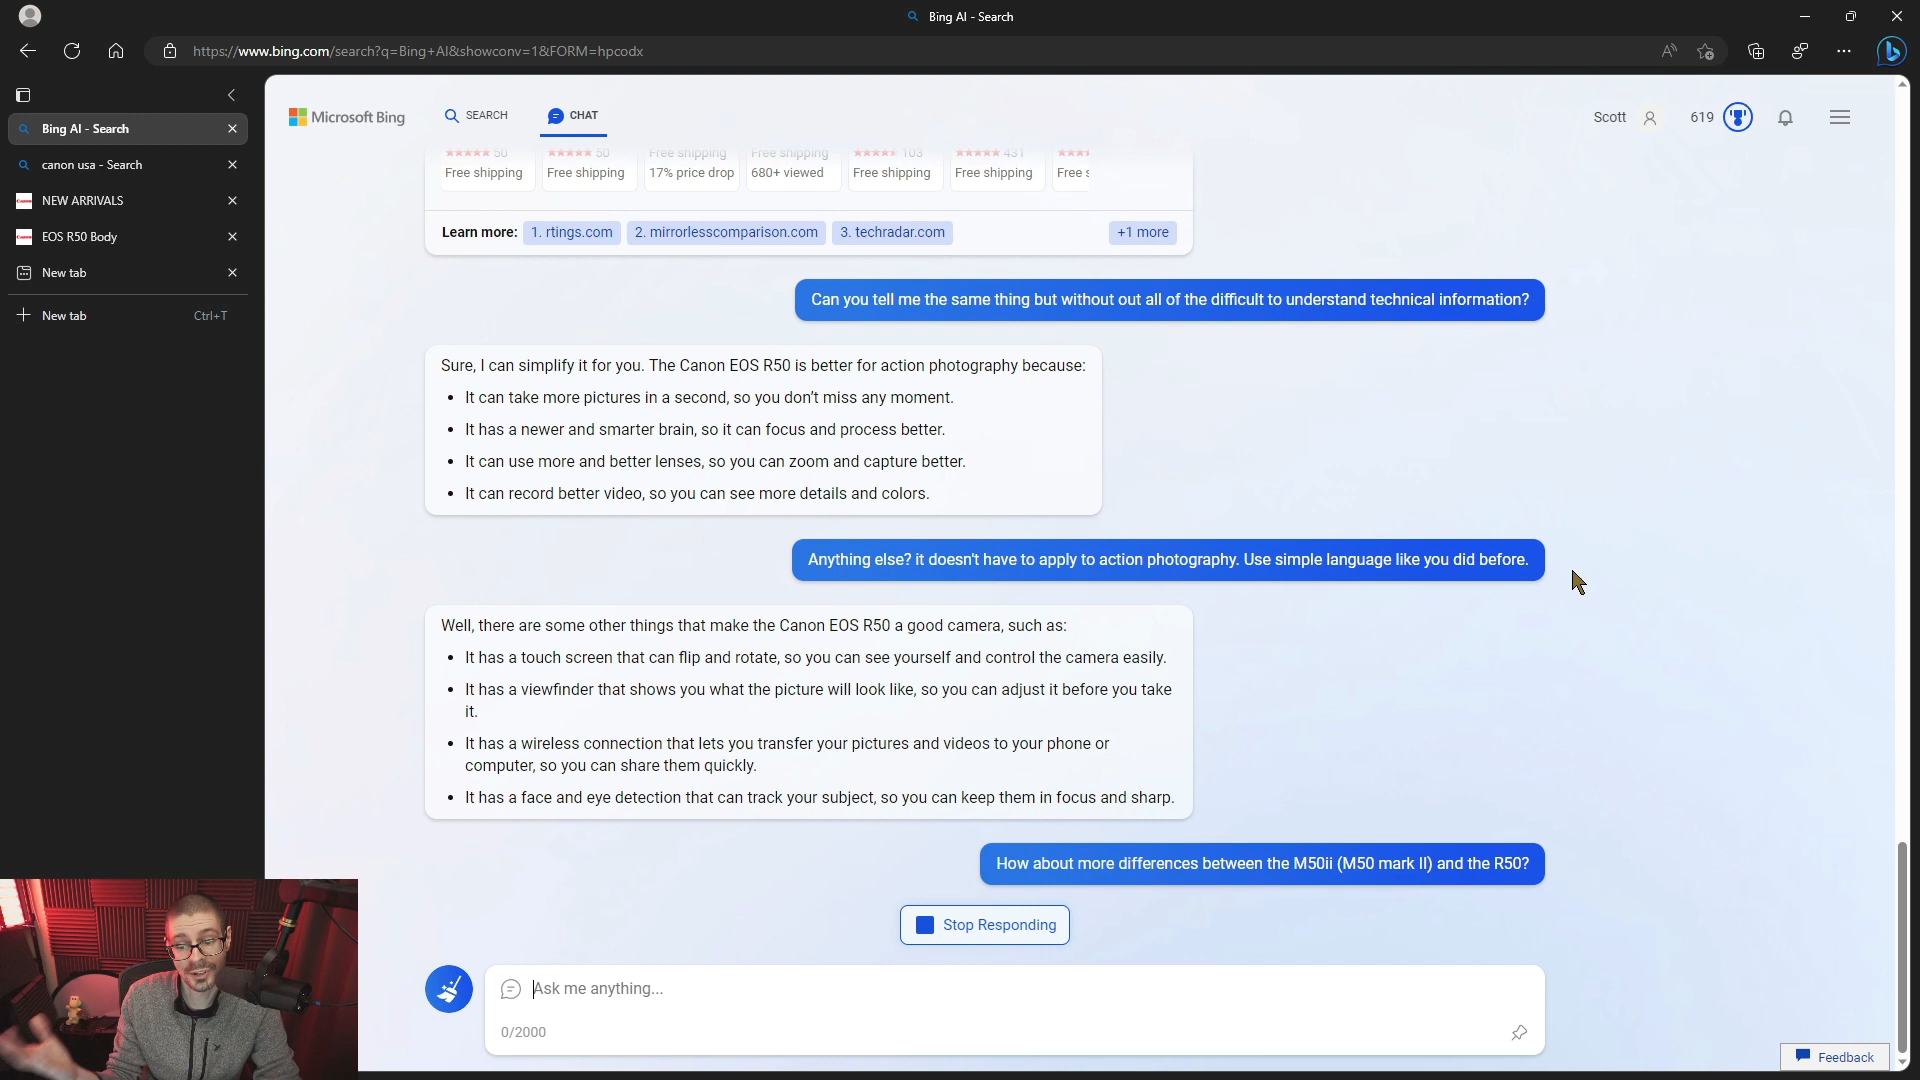 Bing AI - Search
https://www.bing.com/search?q=Bing+AI&showconv=1&FORM=hpcodx
Bing AI - Search
canon usa - Search
NEW ARRIVALS
EOS R50 Body
New tab
New tab Ctrl+T
Microsoft Bing SEARCH CHAT Scott 619
50 50 Free shipping Free shipping 103 431
Free shipping Free shipping 17% price drop 680+ viewed Free shipping Free shipping Free s
Learn more: 1. rtings.com 2. mirrorlesscomparison.com 3. techradar.com +1 more
Can you tell me the same thing but without out all of the difficult to understand technical information?
Sure, I can simplify it for you. The Canon EOS R50 is better for action photography because:
• It can take more pictures in a second, so you don't miss any moment.
• It has a newer and smarter brain, so it can focus and process better.
• It can use more and better lenses, so you can zoom and capture better.
• It can record better video, so you can see more details and colors.
Anything else? it doesn't have to apply to action photography. Use simple language like you did before.
Well, there are some other things that make the Canon EOS R50 a good camera, such as:
• It has a touch screen that can flip and rotate, so you can see yourself and control the camera easily.
• It has a viewfinder that shows you what the picture will look like, so you can adjust it before you take
it.
• It has a wireless connection that lets you transfer your pictures and videos to your phone or
computer, so you can share them quickly.
• It has a face and eye detection that can track your subject, so you can keep them in focus and sharp.
How about more differences between the M50ii (M50 mark II) and the R50?
Stop Responding
Ask me anything...
0/2000
Feedback